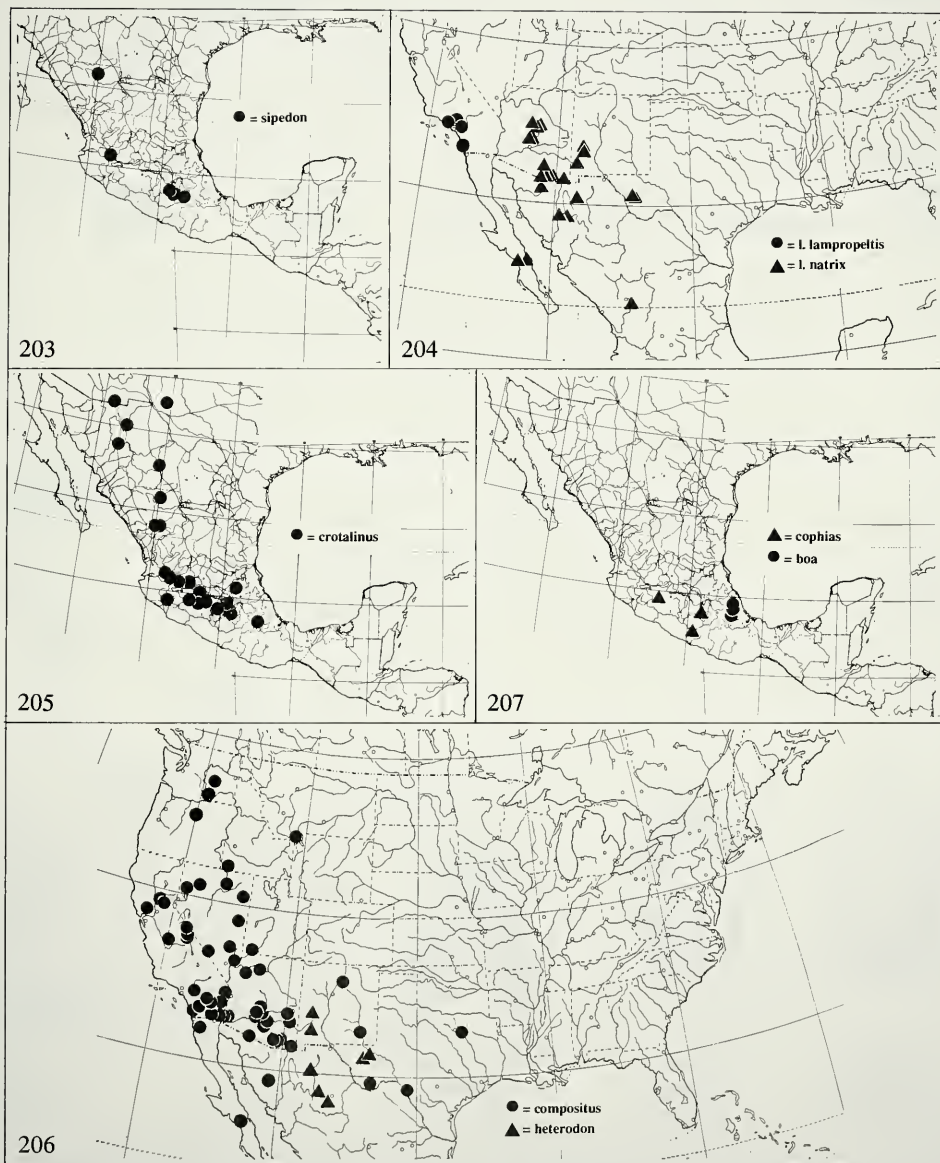 ● = sipedon
203
● = l. lampropeltis
▲ = l. natrix
204
● = crotalinus
205
▲ = cophias
● = boa
207
● = compositus
▲ = heterodon
206